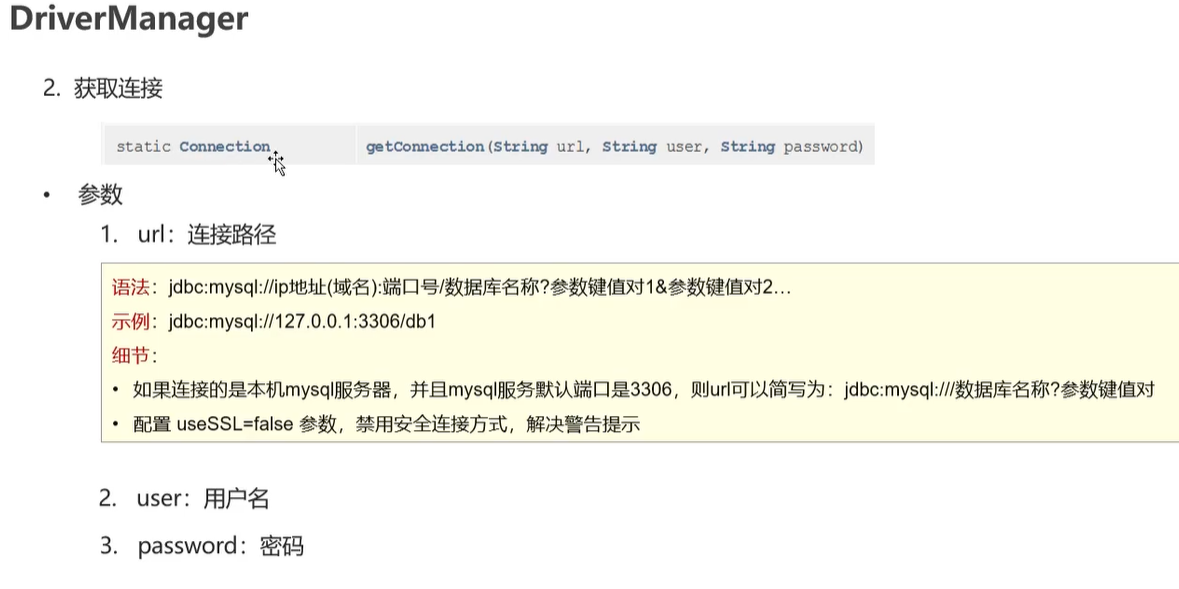 DriverManager
2. 获取连接
static Connection getConnection(String url, String user, String password)
• 参数
1. url：连接路径
语法：jdbc:mysql://ip地址(域名):端口号/数据库名称?参数键值对1&参数键值对2…
示例：jdbc:mysql://127.0.0.1:3306/db1
细节：
• 如果连接的是本机mysql服务器，并且mysql服务默认端口是3306，则url可以简写为：jdbc:mysql:///数据库名称?参数键值对
• 配置 useSSL=false 参数，禁用安全连接方式，解决警告提示
2. user：用户名
3. password：密码